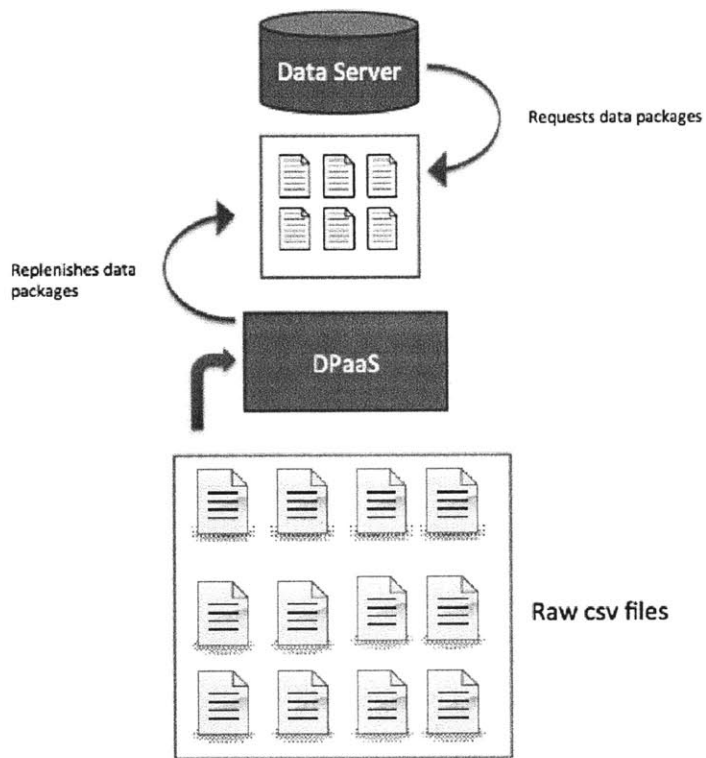 Data Server
Requests data packages
Replenishes data
packages
DPaaS
Raw csv files